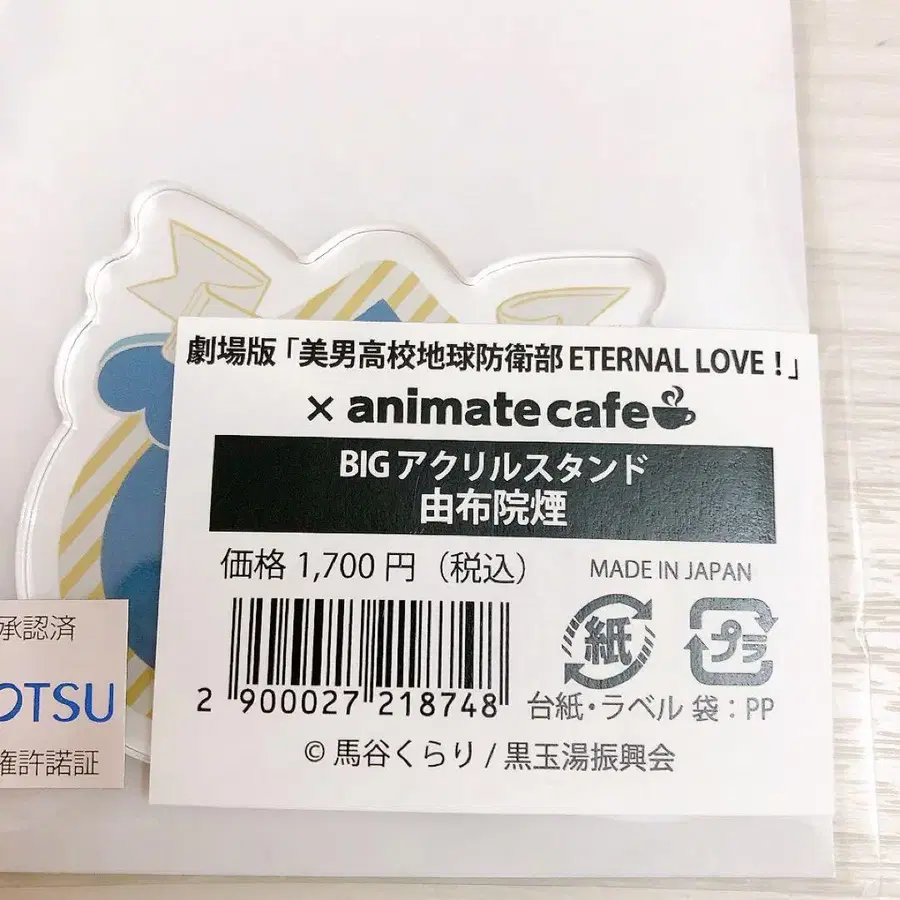 劇場版「美男高校地球防衛部 ETERNAL LOVE！」
× animate cafe
BIGアクリルスタンド
由布院煙
価格 1,700 円（税込）
MADE IN JAPAN
紙
プラ
2 900027 218748
台紙・ラベル 袋：PP
© 馬谷くらり / 黒玉湯振興会
承認済
OTSU
権許諾証